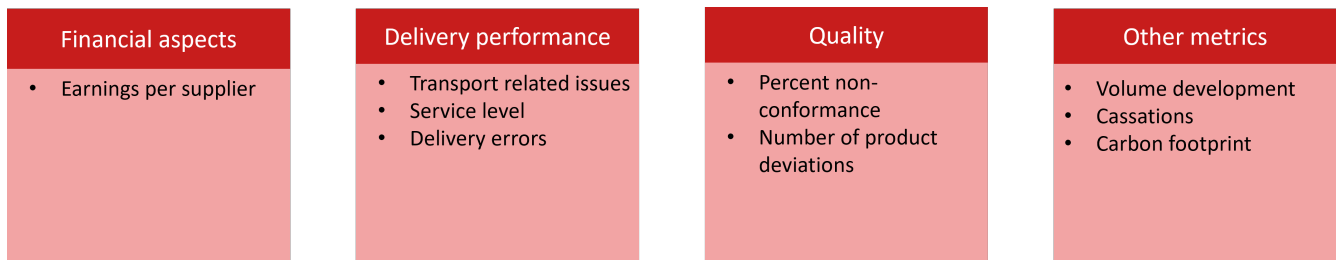 Financial aspects
• Earnings per supplier
Delivery performance
• Transport related issues
• Service level
• Delivery errors
Quality
• Percent non-
conformance
• Number of product
deviations
Other metrics
• Volume development
• Cassations
• Carbon footprint